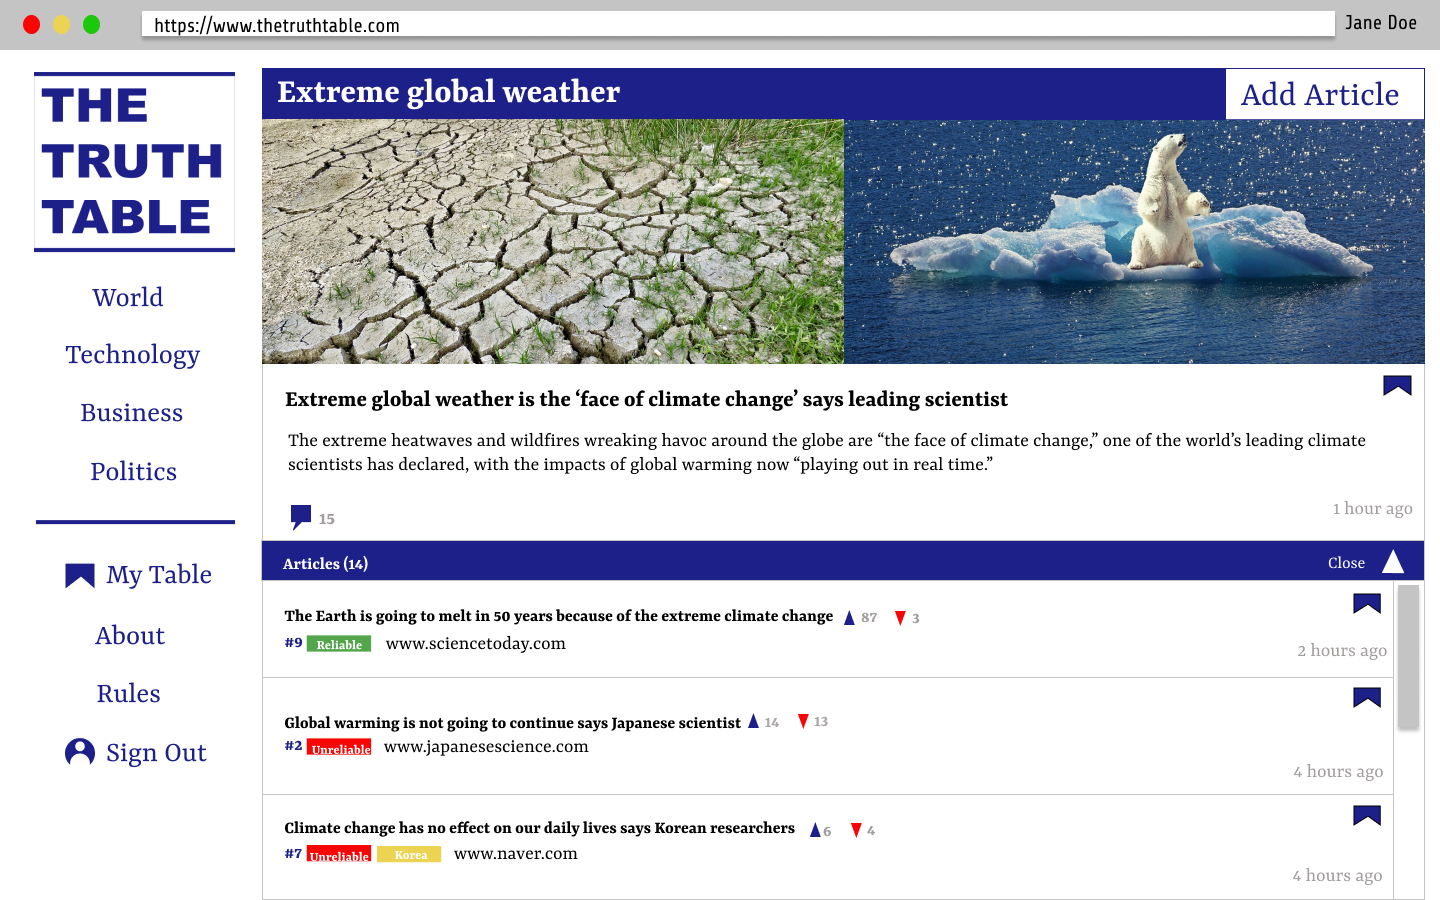 https://www.thetruthtable.com
Jane Doe
THE
TRUTH
TABLE
World
Technology
Business
Politics
My Table
About
Rules
Sign Out
Extreme global weather
Add Article
Extreme global weather is the ‘face of climate change’ says leading scientist
The extreme heatwaves and wildfires wreaking havoc around the globe are “the face of climate change,” one of the world’s leading climate
scientists has declared, with the impacts of global warming now “playing out in real time.”
15
1 hour ago
Articles (14)
Close
The Earth is going to melt in 50 years because of the extreme climate change 87 3
#9 Reliable www.sciencetoday.com
2 hours ago
Global warming is not going to continue says Japanese scientist 14 13
#2 Unreliable www.japanesescience.com
4 hours ago
Climate change has no effect on our daily lives says Korean researchers 6 4
#7 Unreliable Korea www.naver.com
4 hours ago